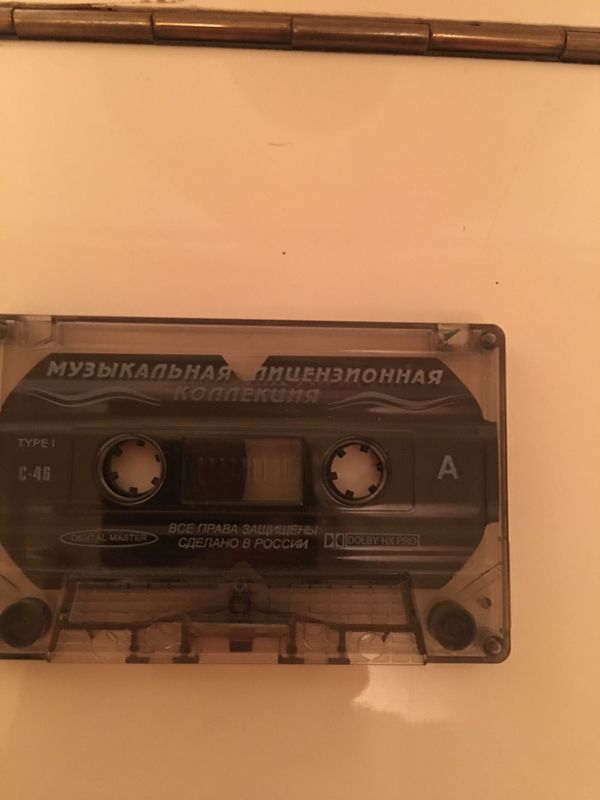 МУЗЫКАЛЬНАЯ ЛИЦЕНЗИОННАЯ
КОЛЛЕКЦИЯ
TYPE I
C-46
A
DIGITAL MASTER
ВСЕ ПРАВА ЗАЩИЩЕНЫ
СДЕЛАНО В РОССИИ
DOLBY HX PRO